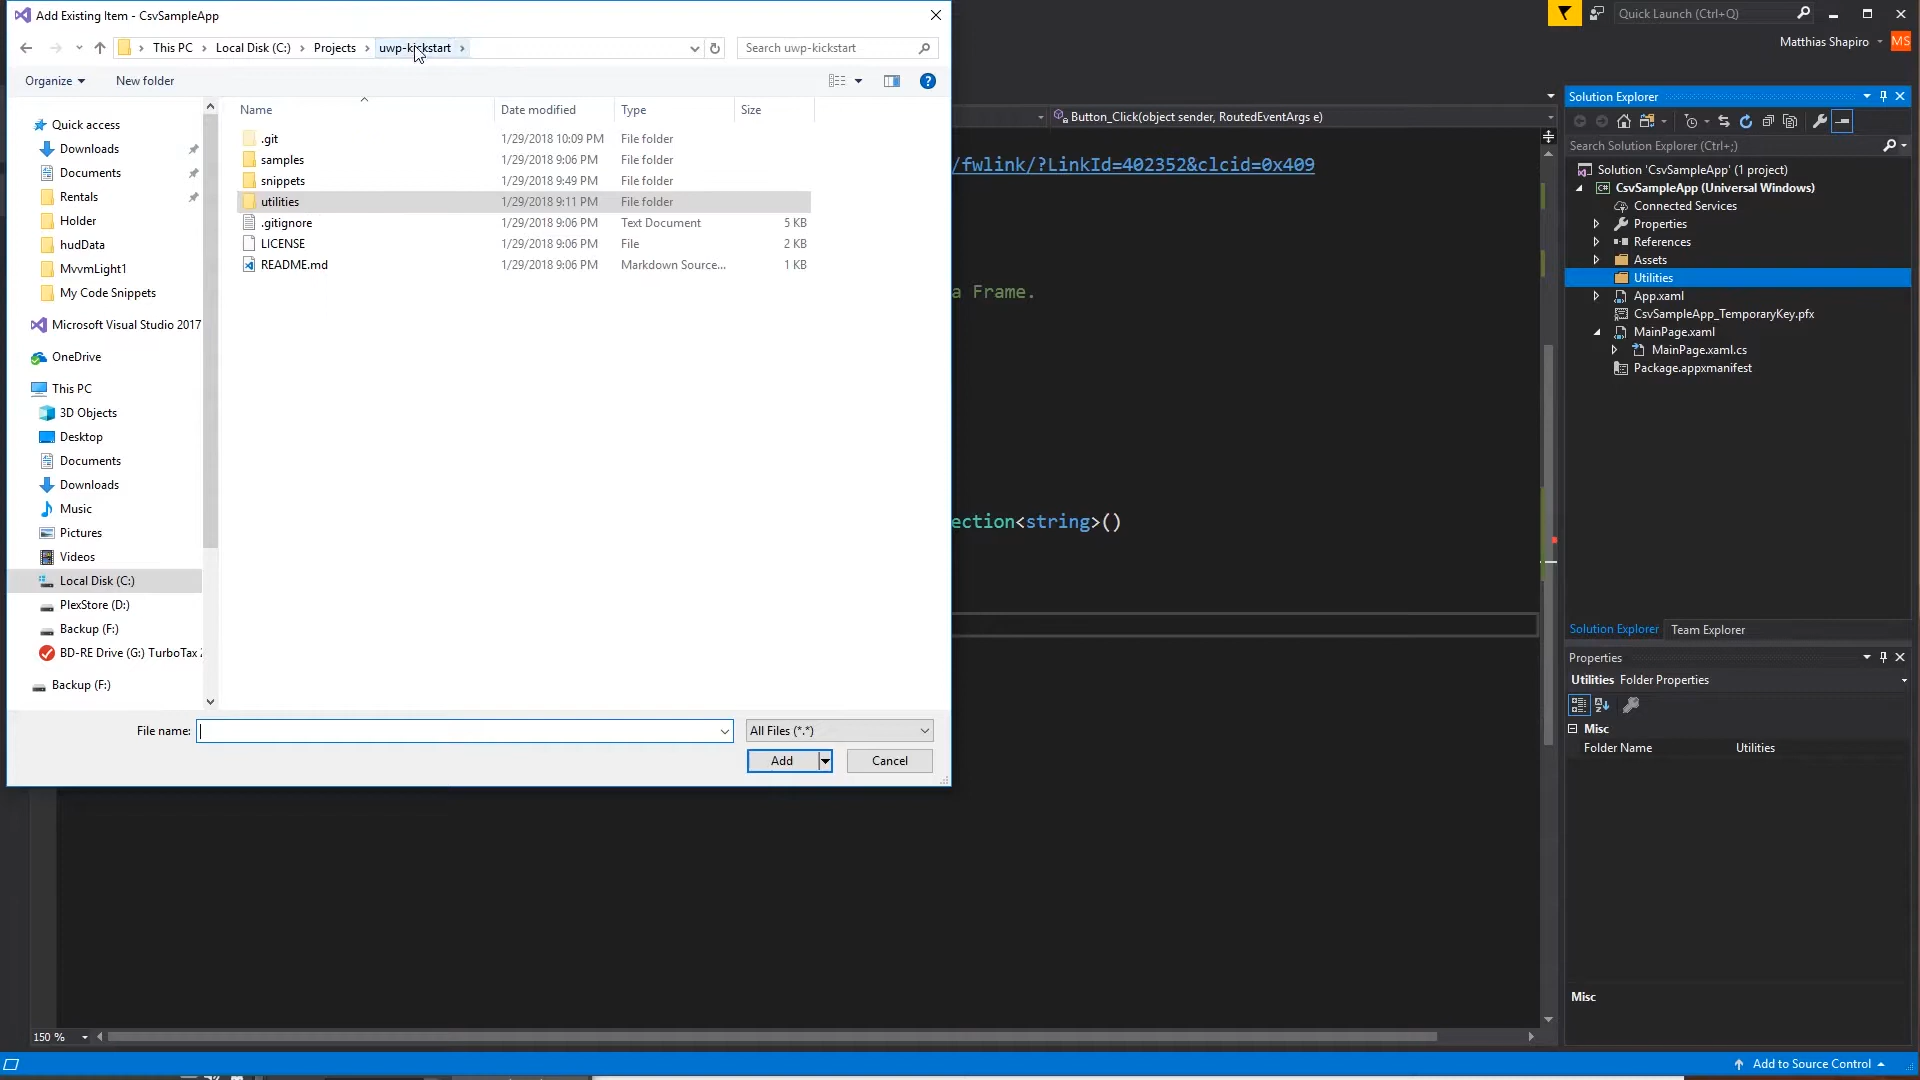 Add Existing Item - CsvSampleApp
Quick Launch (Ctrl+Q)
Matthias Shapiro
MS
This PC
Local Disk (C:)
Projects
uwp-kickstart
Search uwp-kickstart
Organize
New folder
Name
Date modified
Type
Size
.git 1/29/2018 10:09 PM File folder
samples 1/29/2018 9:06 PM File folder
snippets 1/29/2018 9:49 PM File folder
utilities 1/29/2018 9:11 PM File folder
.gitignore 1/29/2018 9:06 PM Text Document 5 KB
LICENSE 1/29/2018 9:06 PM File 2 KB
README.md 1/29/2018 9:06 PM Markdown Source... 1 KB
Quick access
Downloads
Documents
Rentals
Holder
hudData
MvvmLight1
My Code Snippets
Microsoft Visual Studio 2017
OneDrive
This PC
3D Objects
Desktop
Documents
Downloads
Music
Pictures
Videos
Local Disk (C:)
PlexStore (D:)
Backup (F:)
BD-RE Drive (G:) TurboTax
Backup (F:)
File name:
All Files (*.*)
Add
Cancel
Button_Click(object sender, RoutedEventArgs e)
/fwlink/?LinkId=402352&clcid=0x409
a Frame.
ection<string>()
Solution Explorer
Search Solution Explorer (Ctrl+;)
Solution 'CsvSampleApp' (1 project)
C# CsvSampleApp (Universal Windows)
Connected Services
Properties
References
Assets
Utilities
App.xaml
CsvSampleApp_TemporaryKey.pfx
MainPage.xaml
MainPage.xaml.cs
Package.appxmanifest
Solution Explorer
Team Explorer
Properties
Utilities Folder Properties
Misc
Folder Name Utilities
Misc
150 %
Add to Source Control